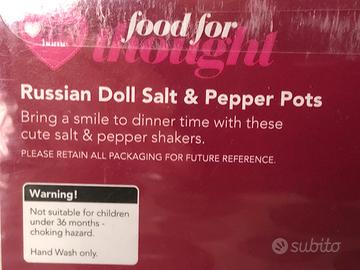 home
food for
thought
Russian Doll Salt & Pepper Pots
Bring a smile to dinner time with these
cute salt & pepper shakers.
PLEASE RETAIN ALL PACKAGING FOR FUTURE REFERENCE.
Warning!
Not suitable for children
under 36 months -
choking hazard.
Hand Wash only.
subito